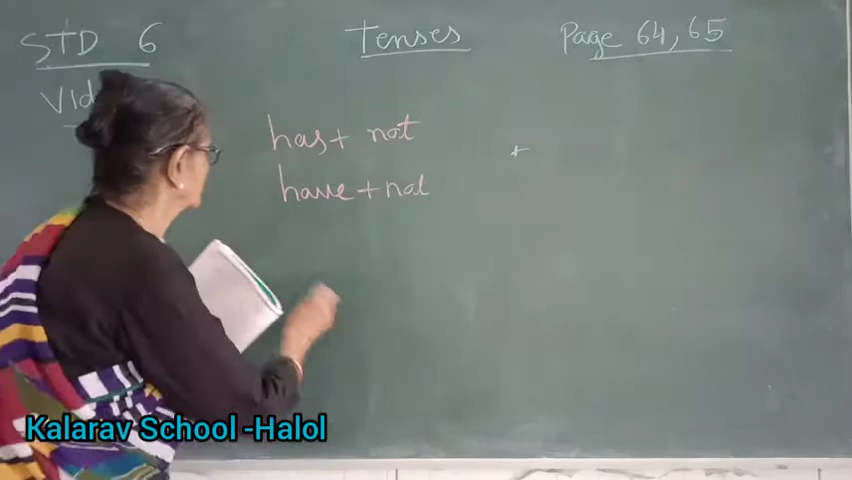 STD 6 Tenses Page 64, 65
has + not +
have + not
Kalarav School -Halol